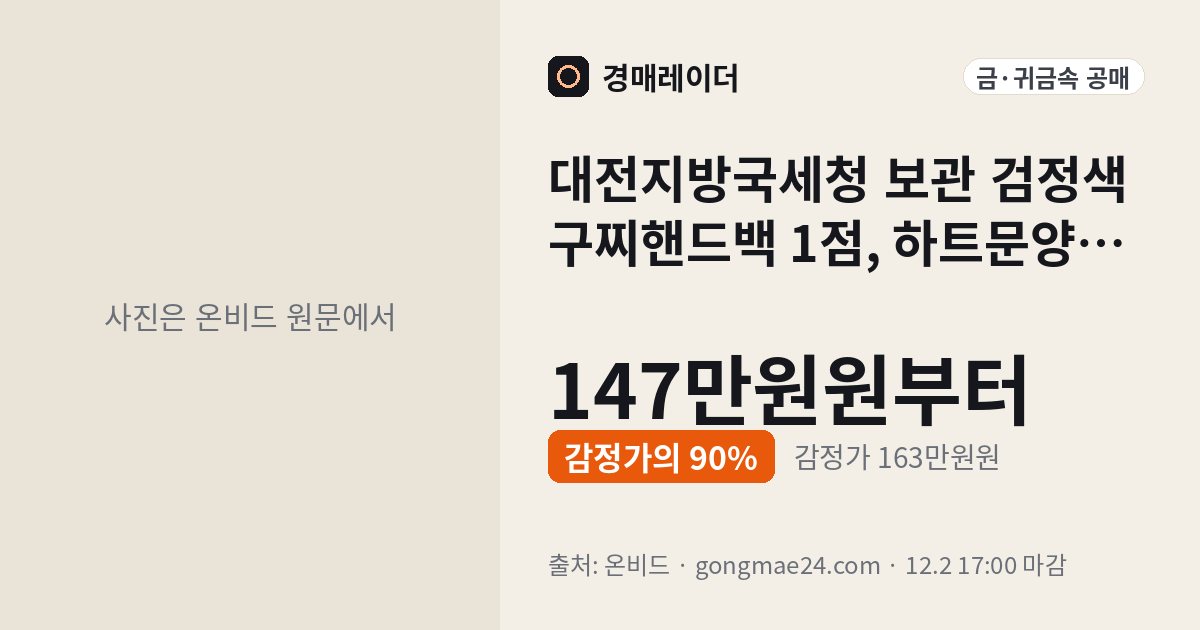 사진은 온비드 원문에서
경매레이더
금·귀금속 공매
대전지방국세청 보관 검정색
구찌핸드백 1점, 하트문양…
147만원원부터
감정가의 90%
감정가 163만원원
출처: 온비드 · gongmae24.com · 12.2 17:00 마감